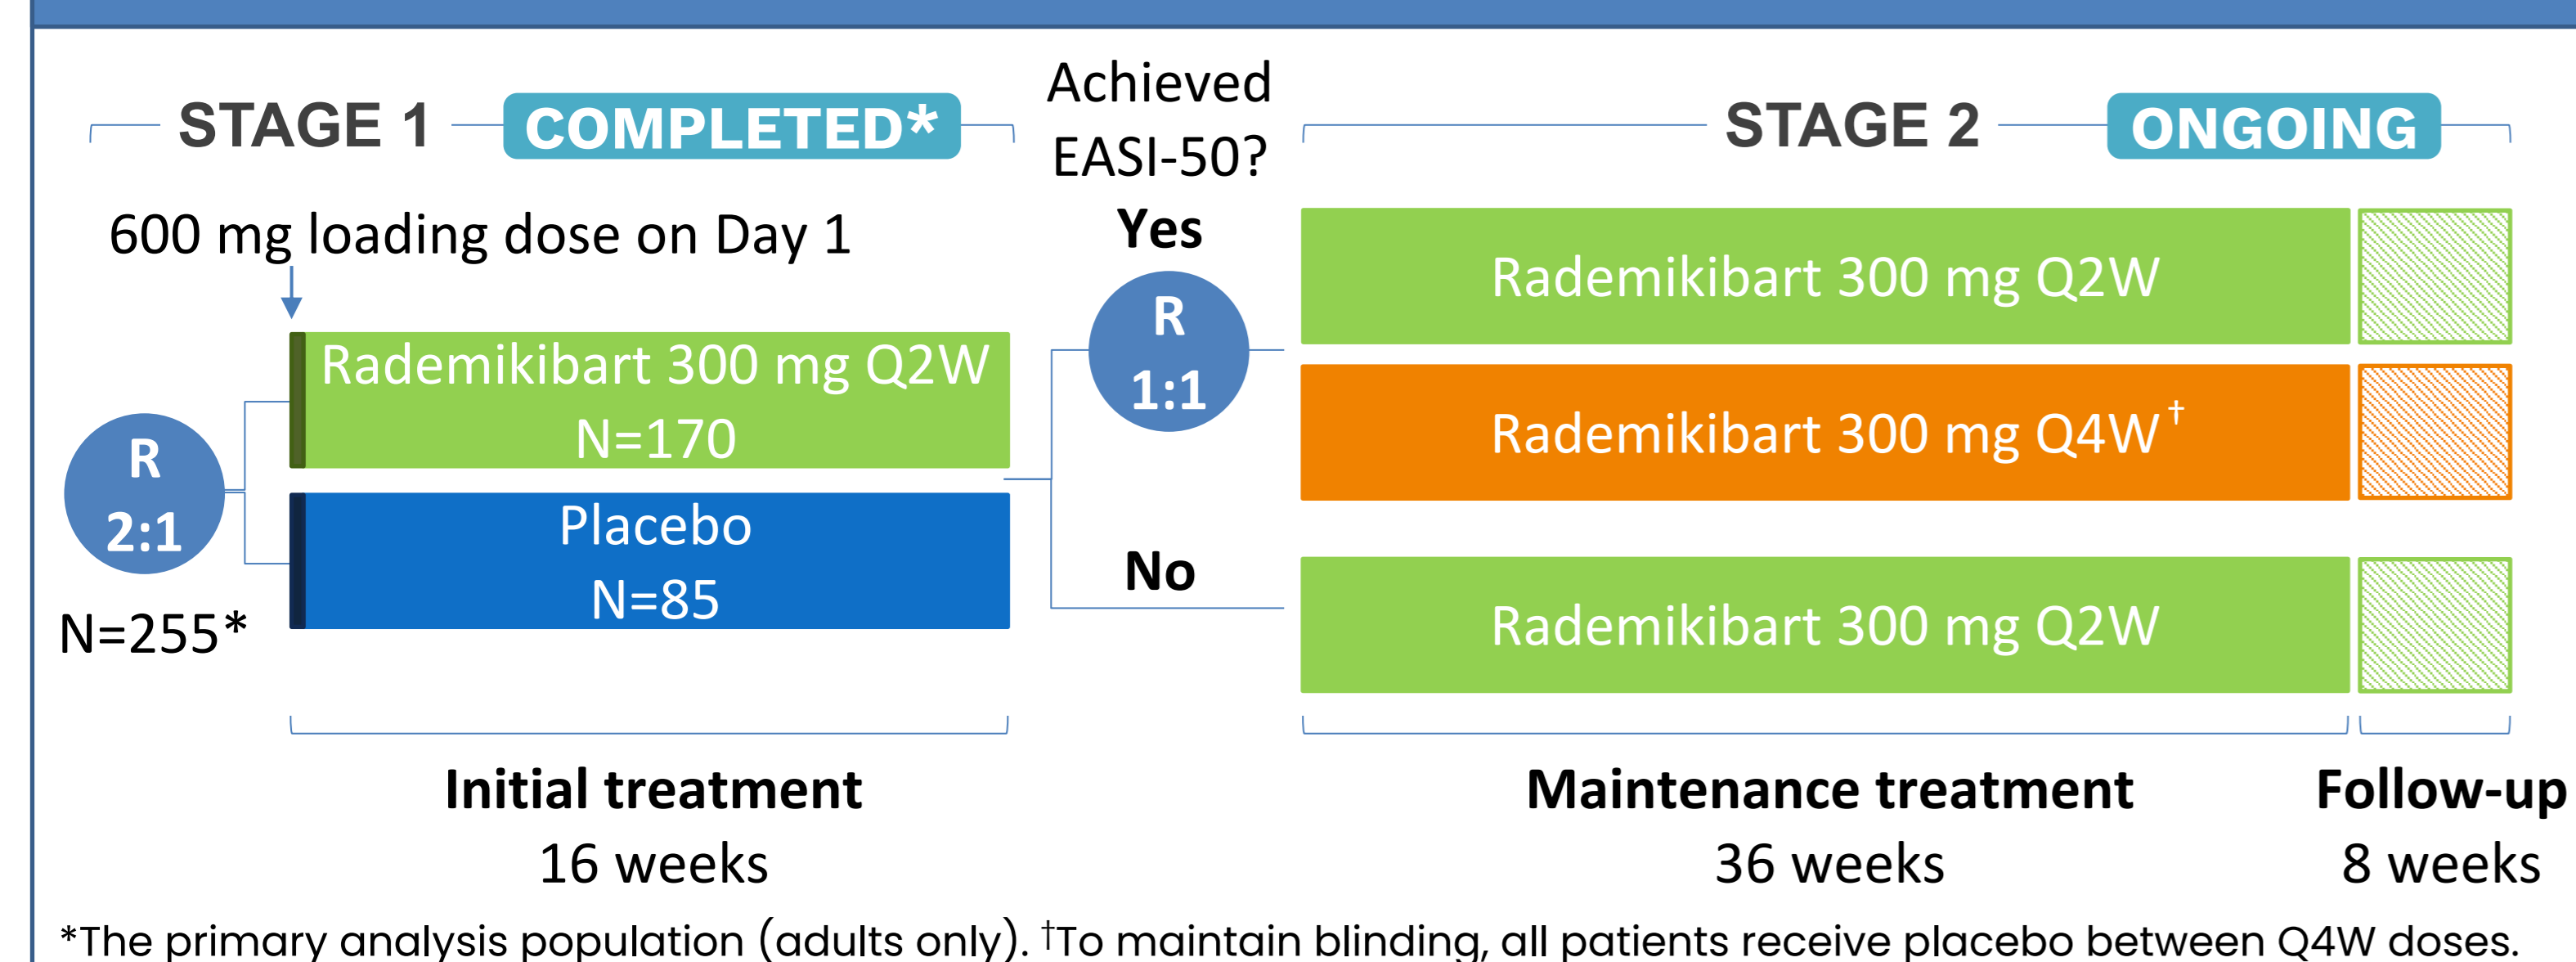 STAGE 1
COMPLETED*
Achieved
EASI-50?
STAGE 2
ONGOING
600 mg loading dose on Day 1
Yes
R
1:1
Rademikibart 300 mg Q2W
Rademikibart 300 mg Q2W
N=170
Rademikibart 300 mg Q4W†
R
2:1
Placebo
N=85
No
Rademikibart 300 mg Q2W
N=255*
Initial treatment
16 weeks
Maintenance treatment
36 weeks
Follow-up
8 weeks
*The primary analysis population (adults only). †To maintain blinding, all patients receive placebo between Q4W doses.